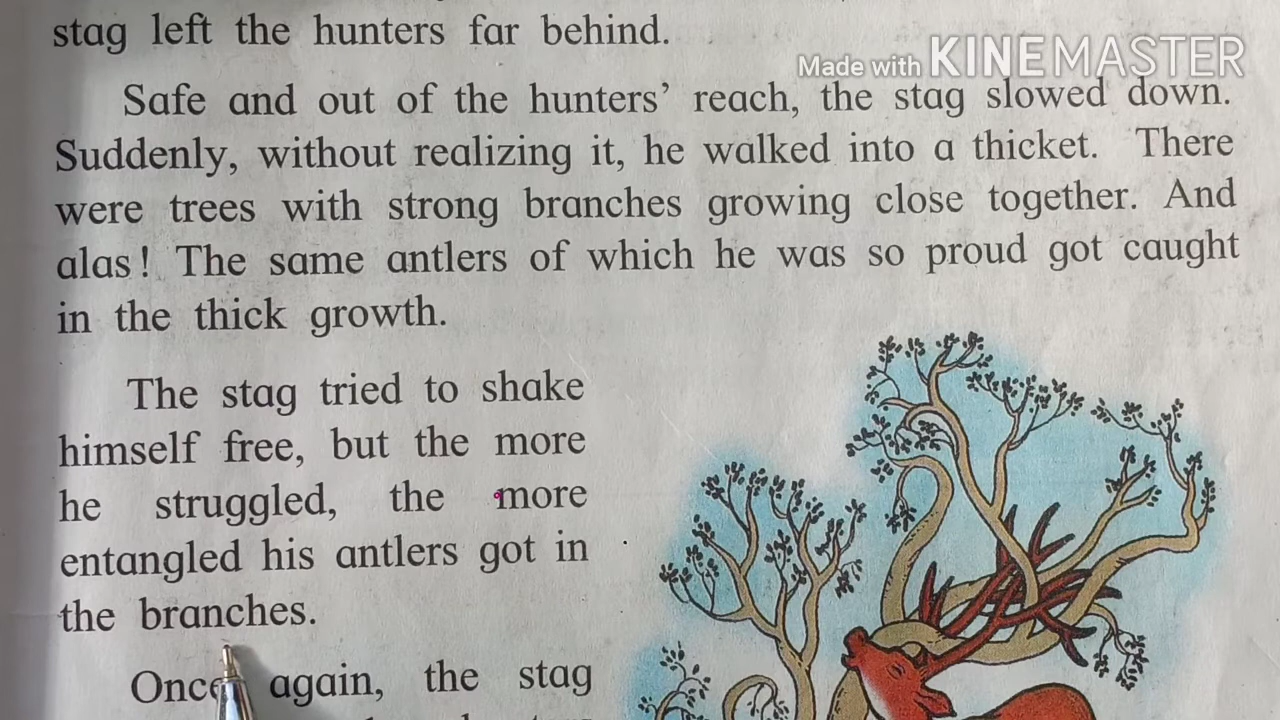 stag left the hunters far behind.
Made with KINEMASTER
Safe and out of the hunters' reach, the stag slowed down.
Suddenly, without realizing it, he walked into a thicket. There
were trees with strong branches growing close together. And
alas! The same antlers of which he was so proud got caught
in the thick growth.
The stag tried to shake
himself free, but the more
he struggled, the more
entangled his antlers got in
the branches.
Once again, the stag